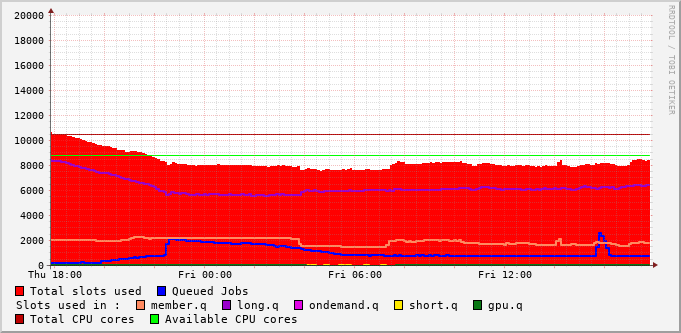 20000
18000
16000
14000
12000
10000
8000
6000
4000
2000
0
Thu 18:00 Fri 00:00 Fri 06:00 Fri 12:00
RRDTOOL / TOBI OETIKER
Total slots used Queued Jobs
Slots used in : member.q long.q ondemand.q short.q gpu.q
Total CPU cores Available CPU cores